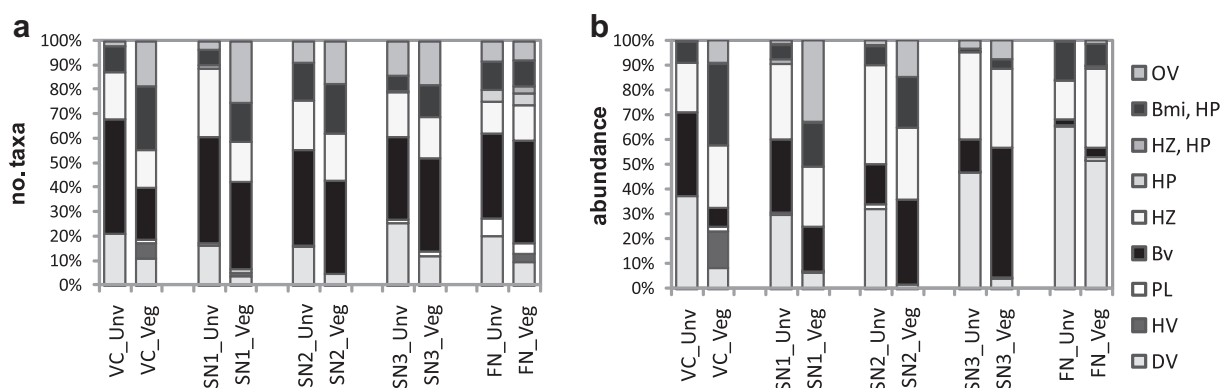 a
100%
90%
80%
70%
60%
50%
40%
30%
20%
10%
0%
no. taxa
VC_Unv
VC_Veg
SN1_Unv
SN1_Veg
SN2_Unv
SN2_Veg
SN3_Unv
SN3_Veg
FN_Unv
FN_Veg
b
100%
90%
80%
70%
60%
50%
40%
30%
20%
10%
0%
abundance
VC_Unv
VC_Veg
SN1_Unv
SN1_Veg
SN2_Unv
SN2_Veg
SN3_Unv
SN3_Veg
FN_Unv
FN_Veg
OV
Bmi, HP
HZ, HP
HP
HZ
Bv
PL
HV
DV